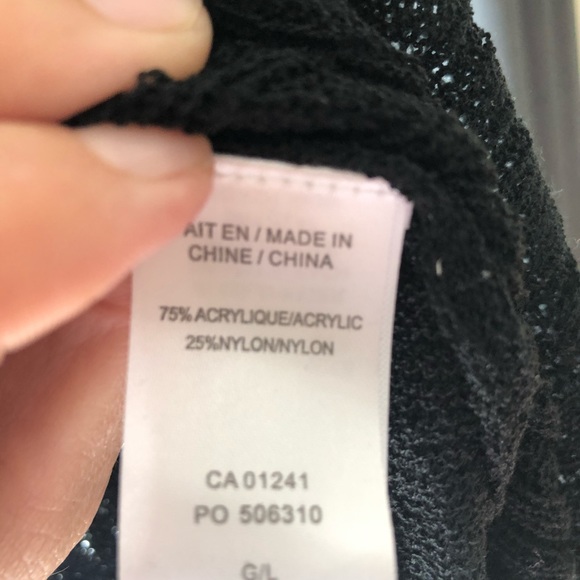 AIT EN / MADE IN
CHINE / CHINA
75% ACRYLIQUE/ACRYLIC
25%NYLON/NYLON
CA 01241
PO 506310
G/L